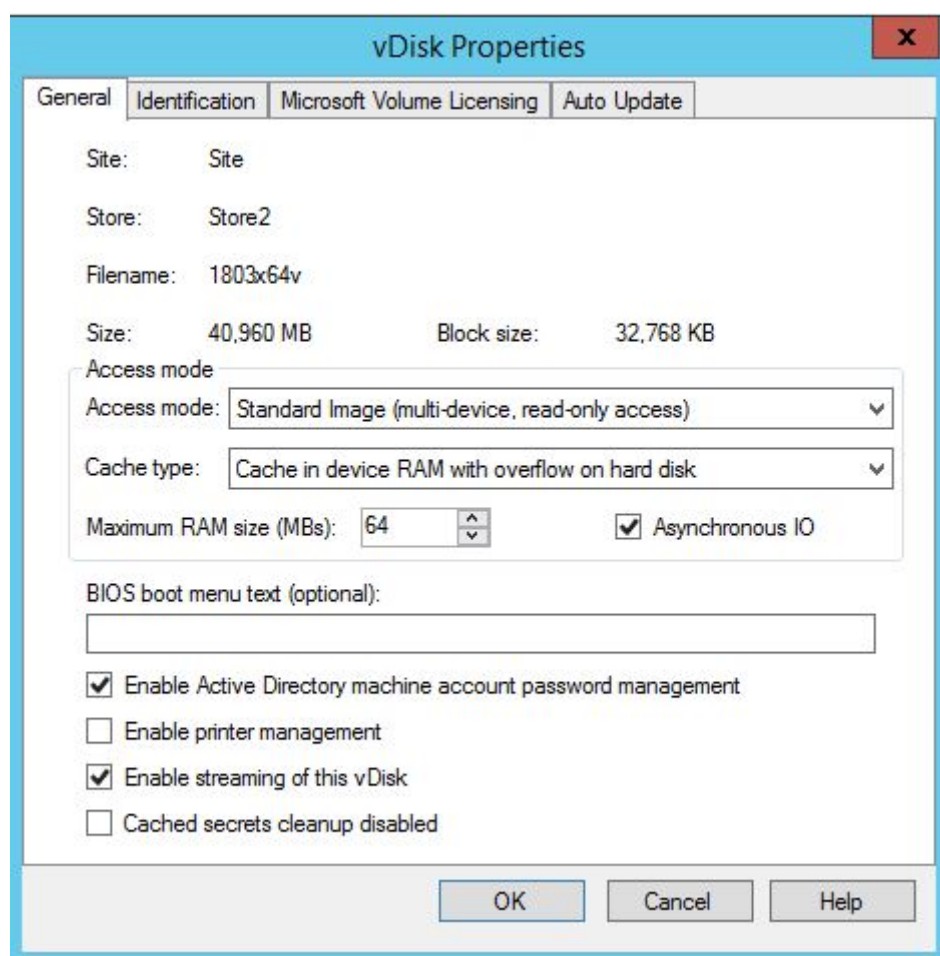 vDisk Properties
x
General Identification Microsoft Volume Licensing Auto Update
Site: Site
Store: Store2
Filename: 1803x64v
Size: 40,960 MB Block size: 32,768 KB
Access mode
Access mode: Standard Image (multi-device, read-only access)
Cache type: Cache in device RAM with overflow on hard disk
Maximum RAM size (MBs): 64 Asynchronous IO
BIOS boot menu text (optional):
Enable Active Directory machine account password management
Enable printer management
Enable streaming of this vDisk
Cached secrets cleanup disabled
OK Cancel Help